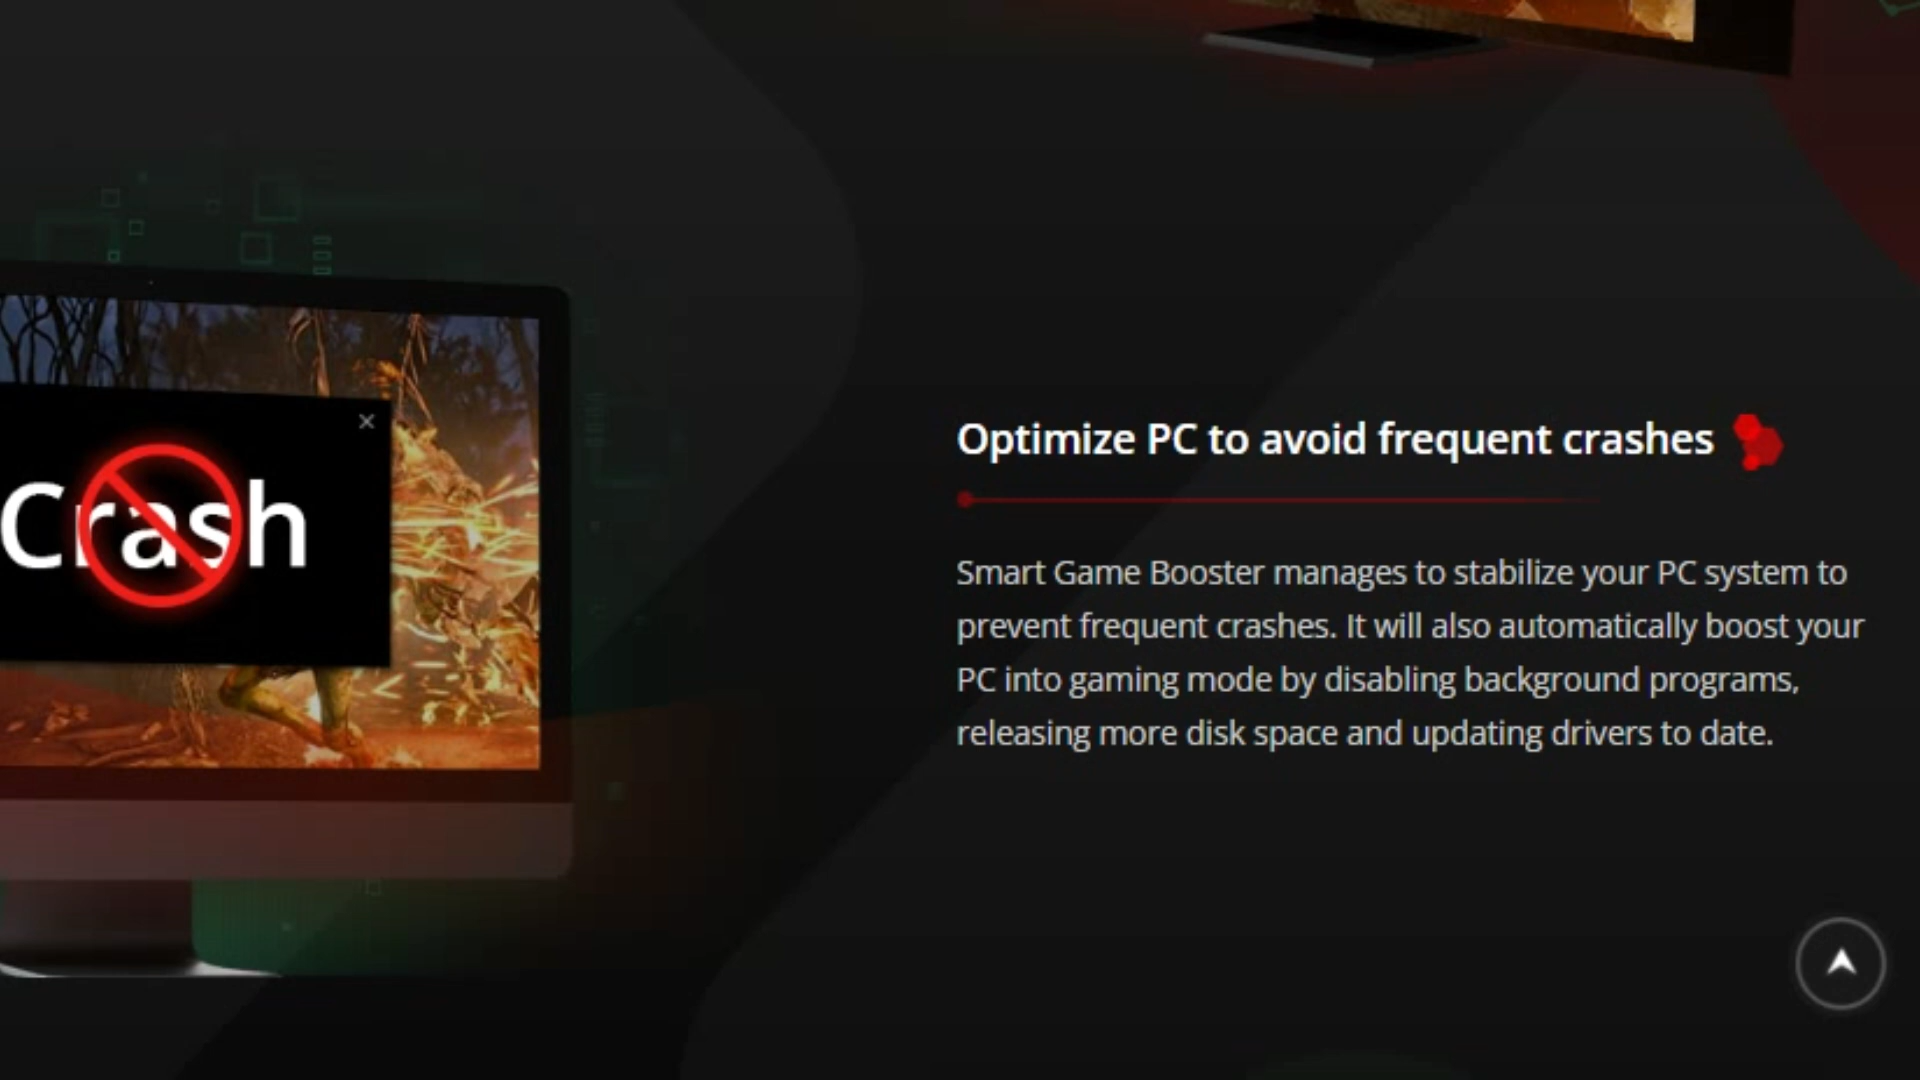 Crash
Optimize PC to avoid frequent crashes
Smart Game Booster manages to stabilize your PC system to
prevent frequent crashes. It will also automatically boost your
PC into gaming mode by disabling background programs,
releasing more disk space and updating drivers to date.